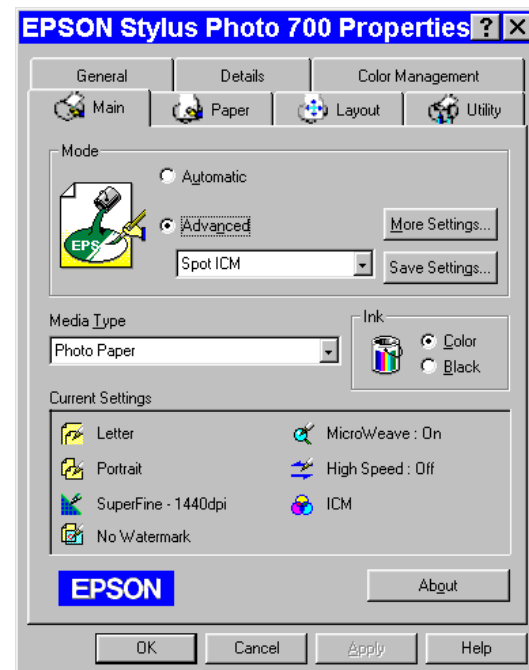 EPSON Stylus Photo 700 Properties ? X
General Details Color Management
Main Paper Layout Utility
Mode
Automatic
EPS
Advanced
More Settings...
Spot ICM
Save Settings...
Media Type
Ink
Photo Paper
Color
Black
Current Settings
Letter
MicroWeave : On
Portrait
High Speed : Off
SuperFine - 1440dpi
ICM
No Watermark
EPSON
About
OK Cancel Apply Help